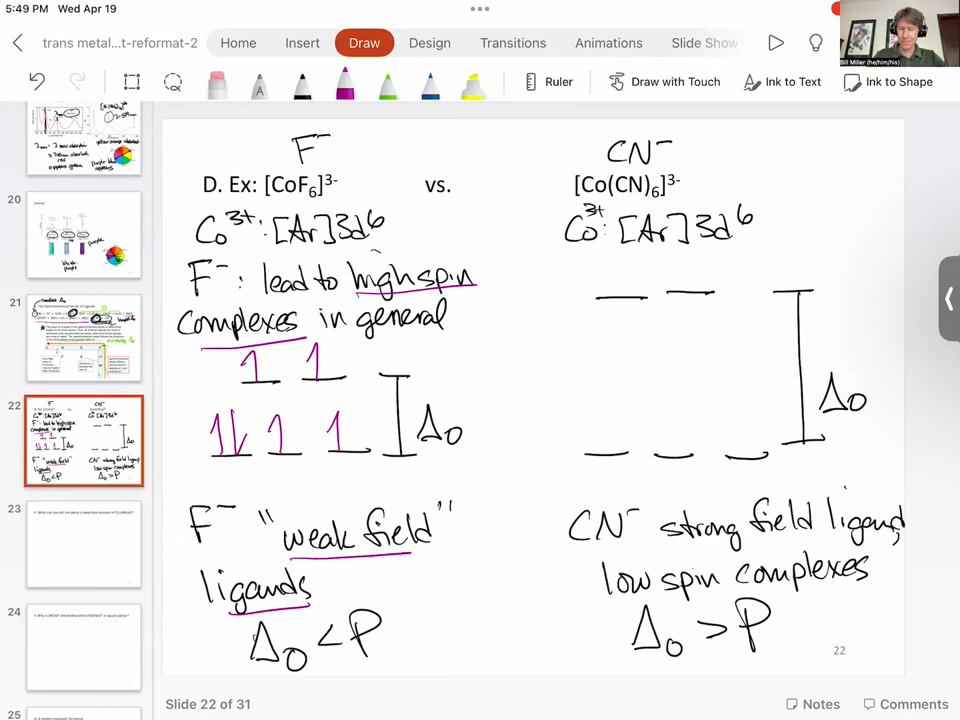 5:49 PM Wed Apr 19
trans metal...t-reformat-2
Home Insert Draw Design Transitions Animations Slide Show
Bill Miller (he/him/his)
Ruler Draw with Touch Ink to Text Ink to Shape
20
21
22
23
24
25
F⁻
CN⁻
D. Ex: [CoF₆]³⁻ vs. [Co(CN)₆]³⁻
Co³⁺: [Ar]3d⁶
Co³⁺: [Ar]3d⁶
F⁻: lead to high spin
complexes in general
Δo
Δo
F⁻ "weak field"
ligands
Δo < P
CN⁻ strong field ligand,
low spin complexes
Δo > P
22
Slide 22 of 31
Notes Comments